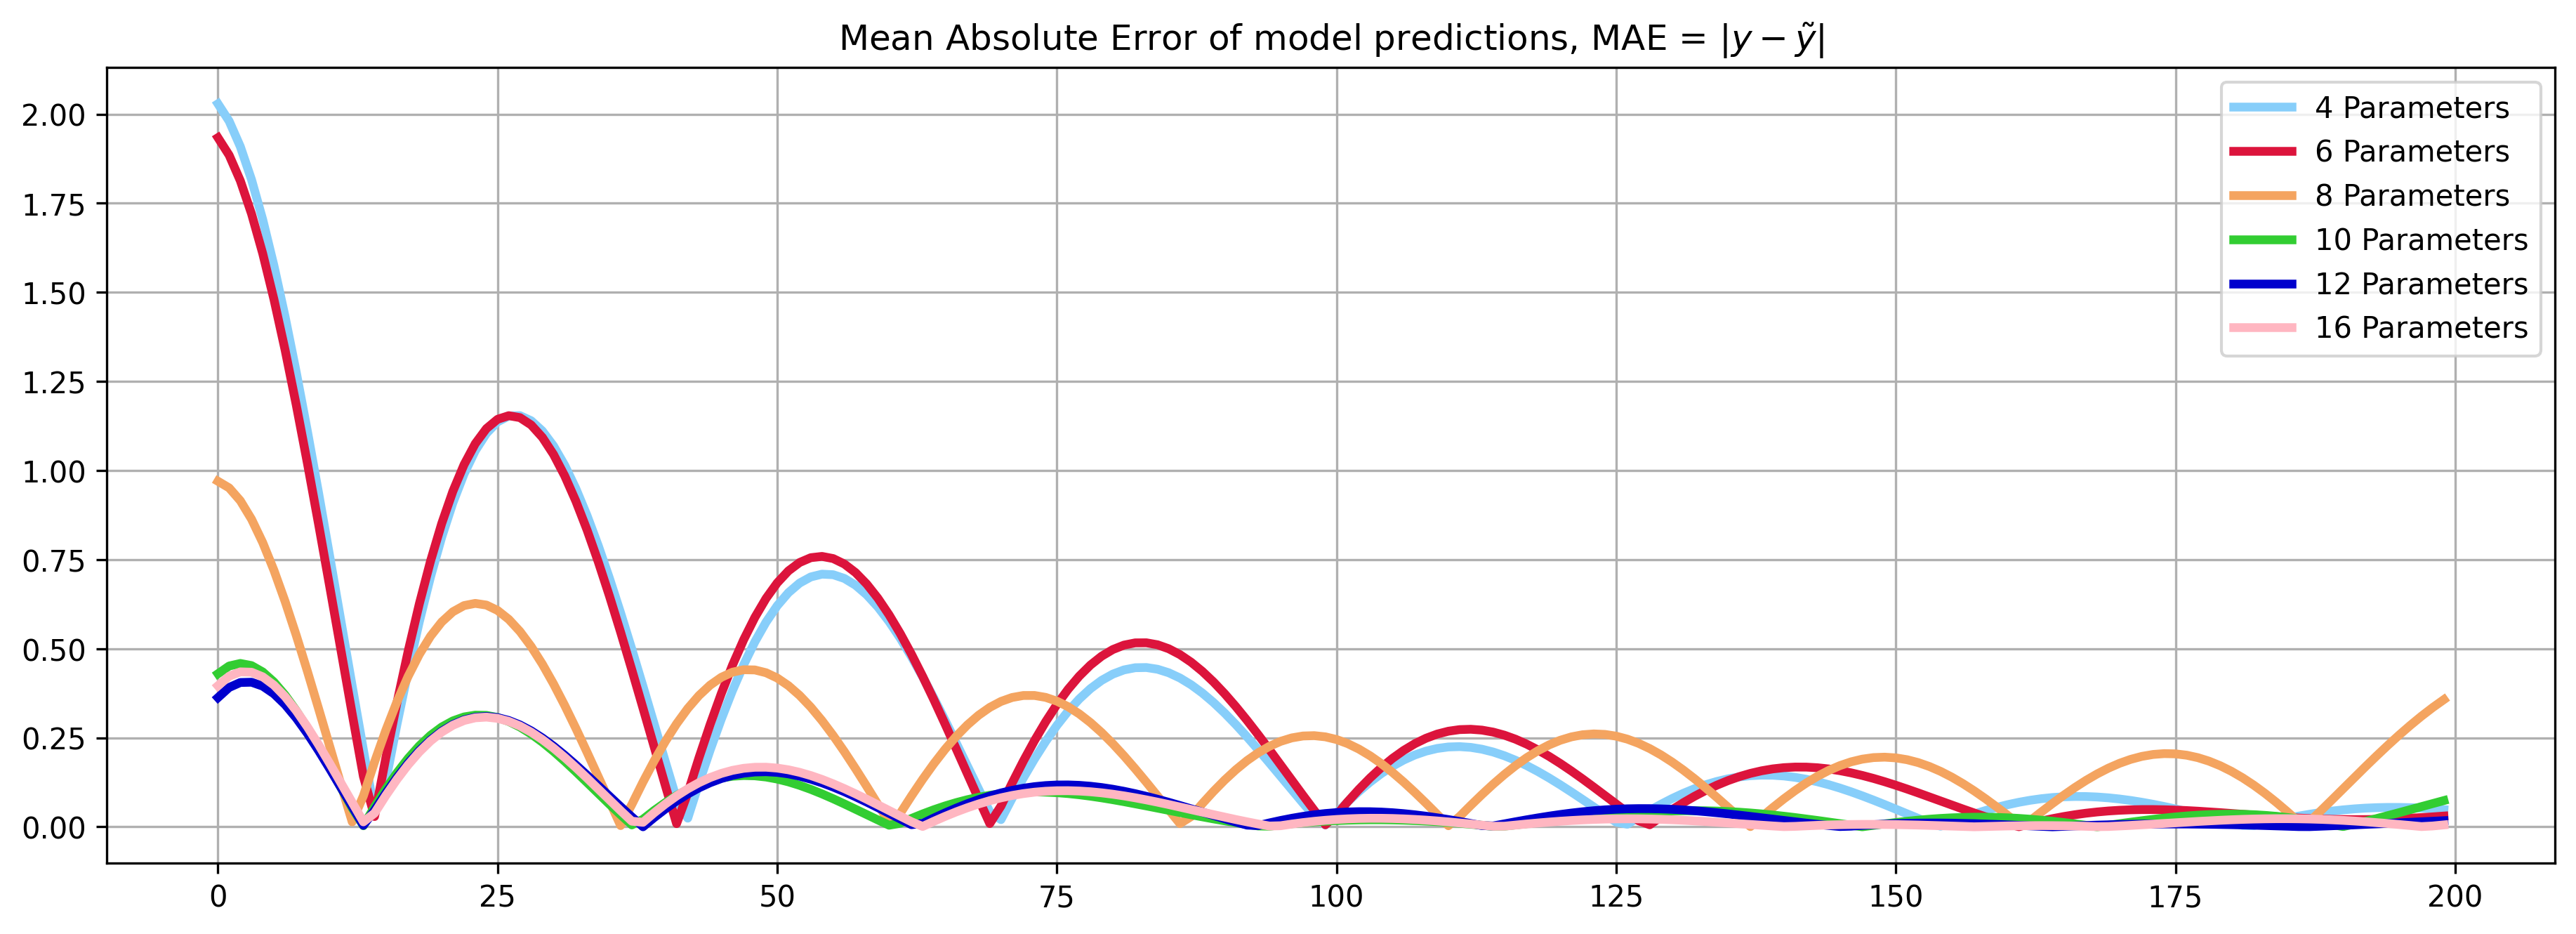 Mean Absolute Error of model predictions, MAE = |y − ỹ|
2.00
1.75
1.50
1.25
1.00
0.75
0.50
0.25
0.00
0 25 50 75 100 125 150 175 200
4 Parameters
6 Parameters
8 Parameters
10 Parameters
12 Parameters
16 Parameters